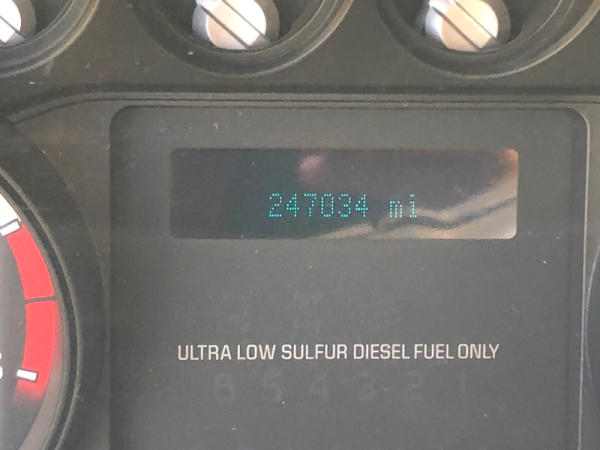 247034 mi
ULTRA LOW SULFUR DIESEL FUEL ONLY
6 5 4 3 2 1